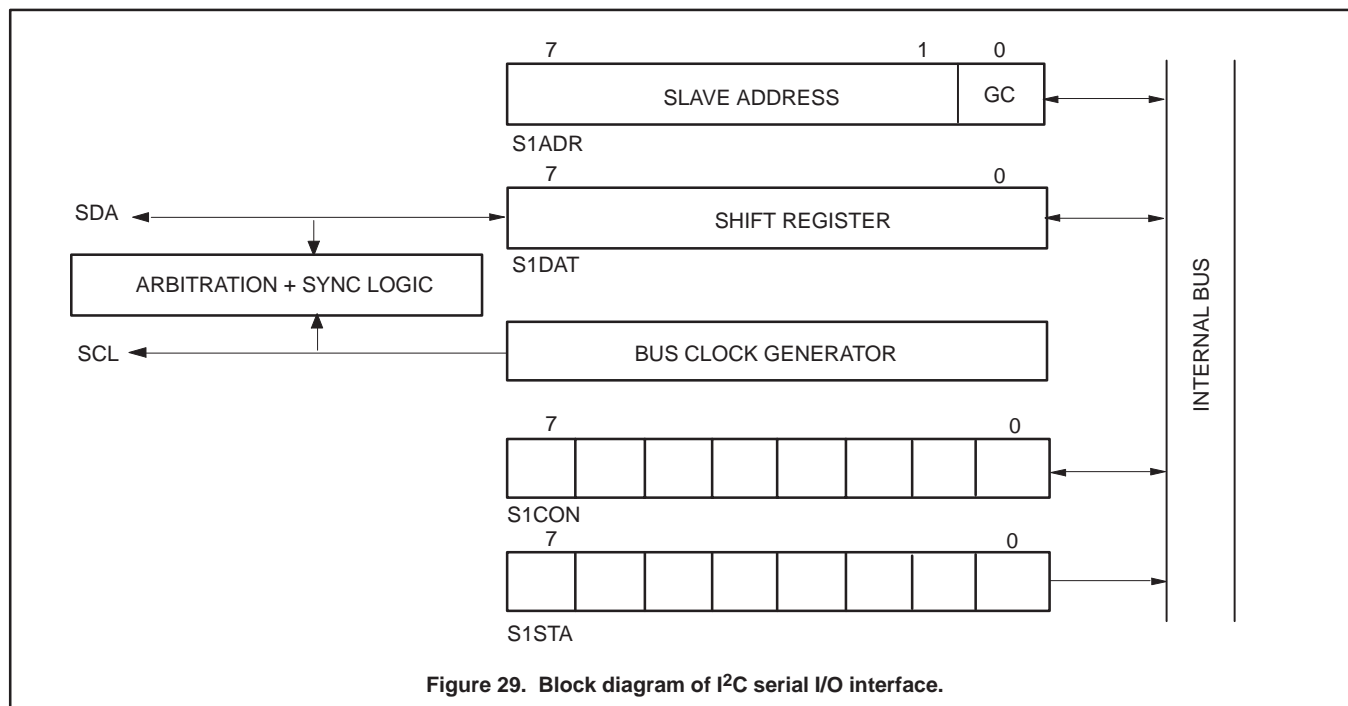 7 1 0
SLAVE ADDRESS GC
S1ADR
7 0
SDA
SHIFT REGISTER
S1DAT
ARBITRATION + SYNC LOGIC
SCL
BUS CLOCK GENERATOR
7 0
S1CON
7 0
S1STA
INTERNAL BUS
Figure 29. Block diagram of I²C serial I/O interface.